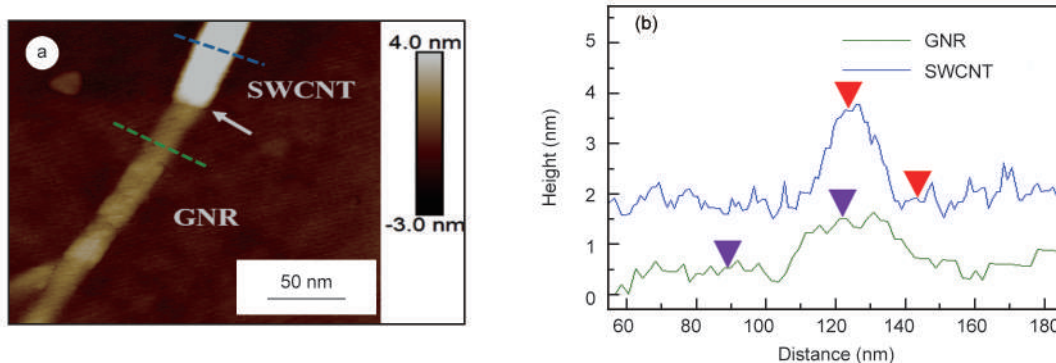 a
4.0 nm
SWCNT
GNR
-3.0 nm
50 nm
(b)
GNR
SWCNT
Height (nm)
5
4
3
2
1
0
60 80 100 120 140 160 180
Distance (nm)